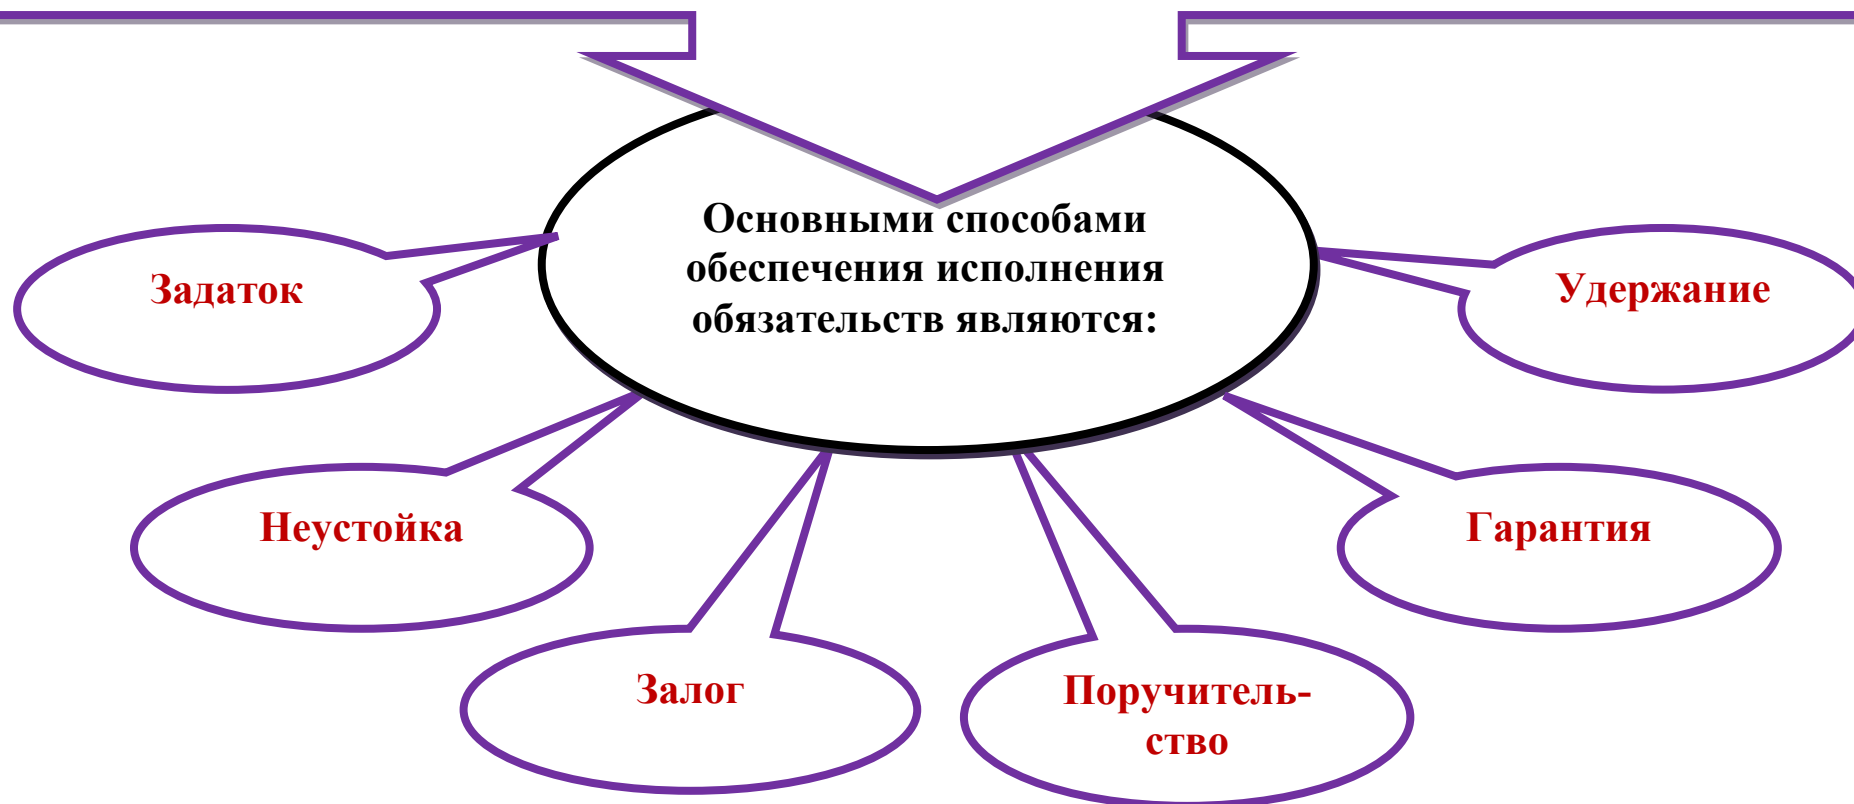 Основными способами
обеспечения исполнения
обязательств являются:
Задаток
Удержание
Неустойка
Гарантия
Залог
Поручитель-
ство